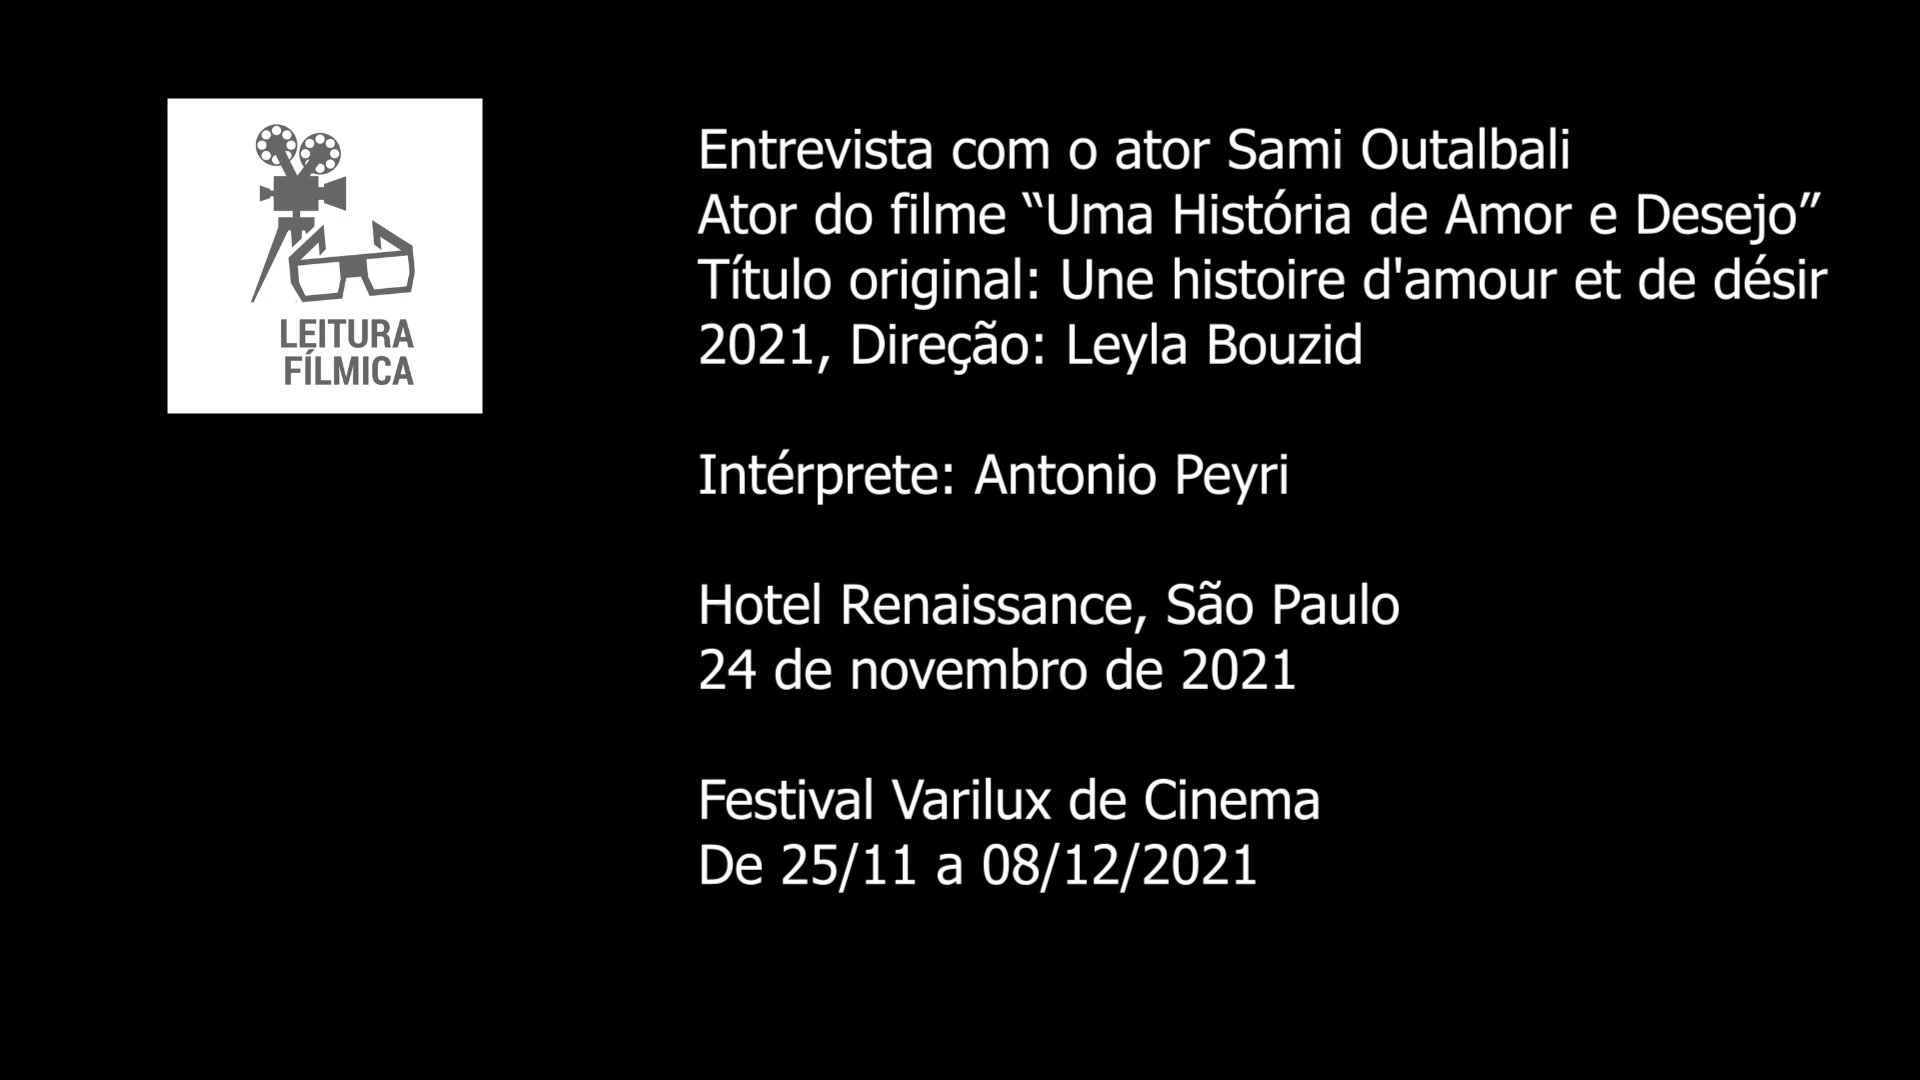 LEITURA
FÍLMICA
Entrevista com o ator Sami Outalbali
Ator do filme “Uma História de Amor e Desejo”
Título original: Une histoire d'amour et de désir
2021, Direção: Leyla Bouzid
Intérprete: Antonio Peyri
Hotel Renaissance, São Paulo
24 de novembro de 2021
Festival Varilux de Cinema
De 25/11 a 08/12/2021